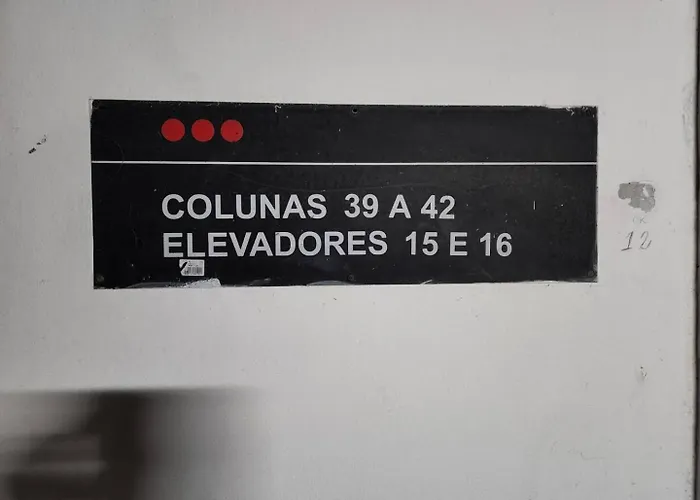 COLUNAS 39 A 42
ELEVADORES 15 E 16
12